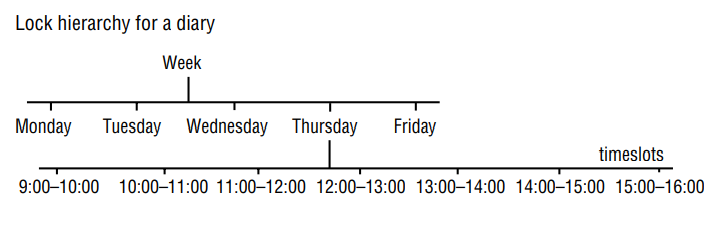 Lock hierarchy for a diary
Week
Monday Tuesday Wednesday Thursday Friday
timeslots
9:00–10:00 10:00–11:00 11:00–12:00 12:00–13:00 13:00–14:00 14:00–15:00 15:00–16:00